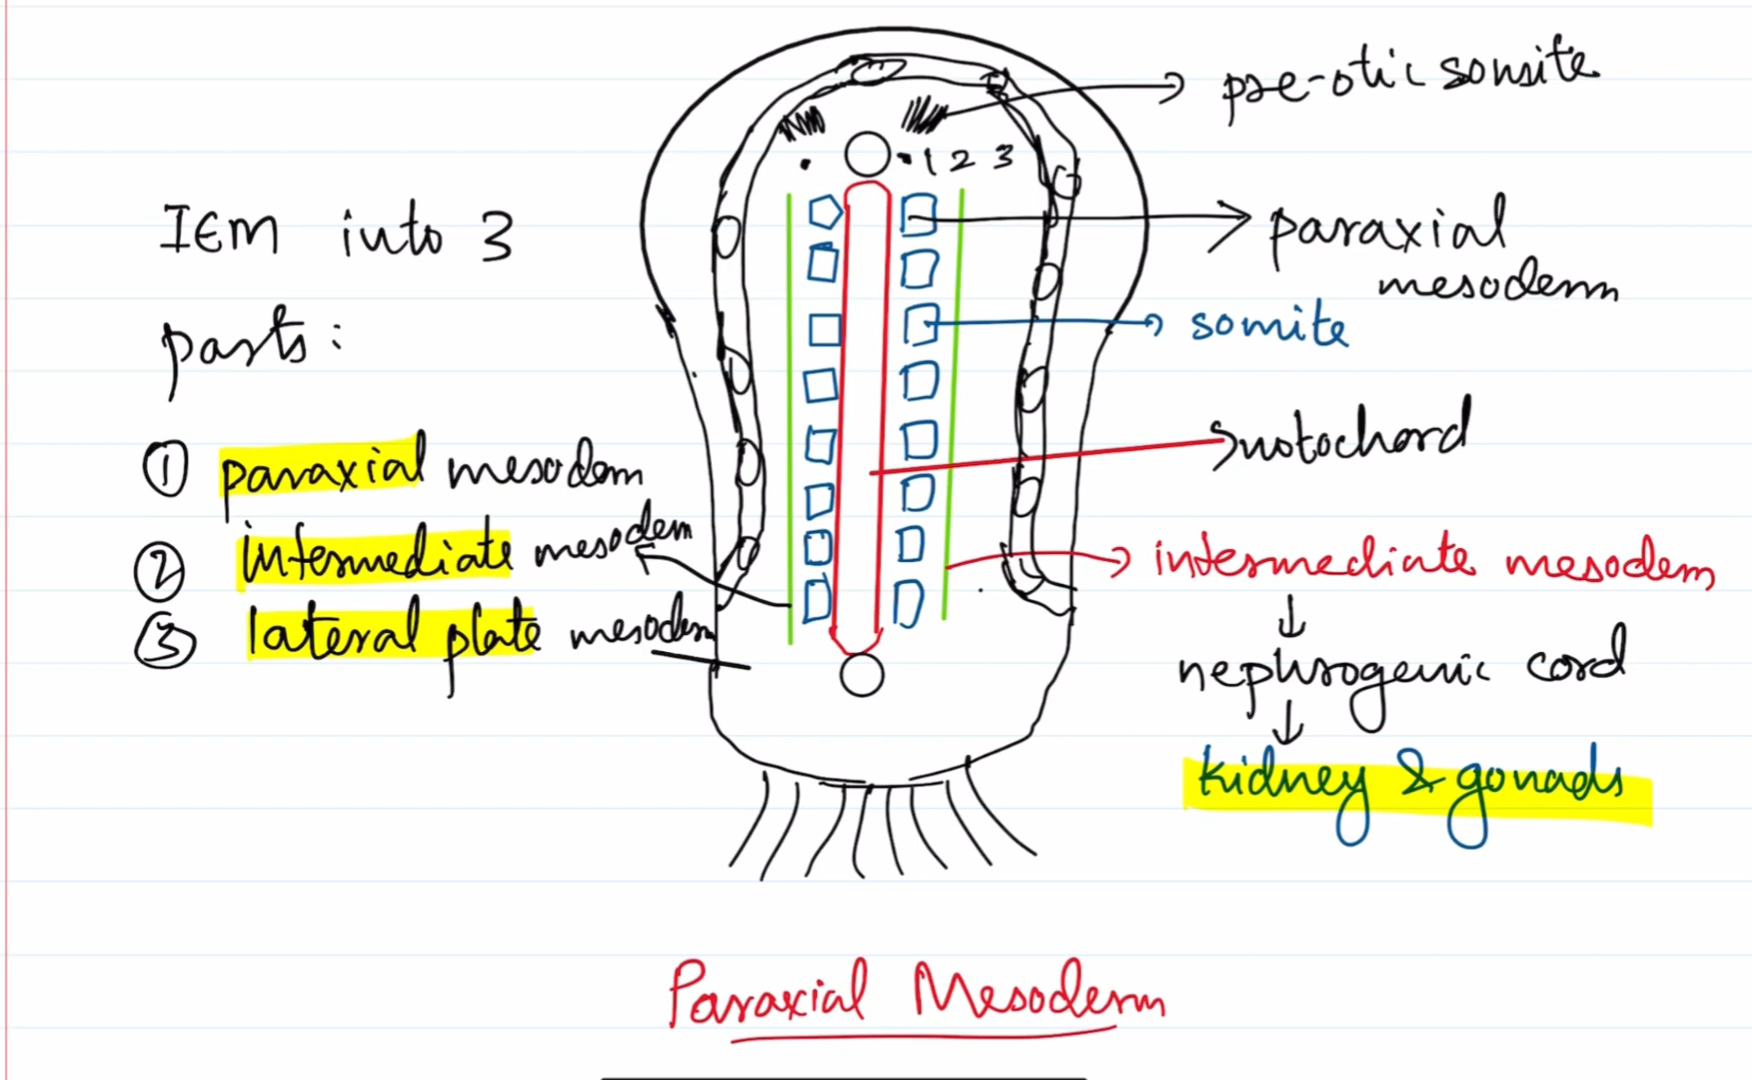 pre-otic somite
1 2 3
IEM into 3
parts:
paraxial
mesoderm
somite
① paraxial mesoderm
notochord
② intermediate mesoderm
intermediate mesoderm
③ lateral plate mesoderm
↓
nephrogenic cord
↓
kidney & gonads
Paraxial Mesoderm